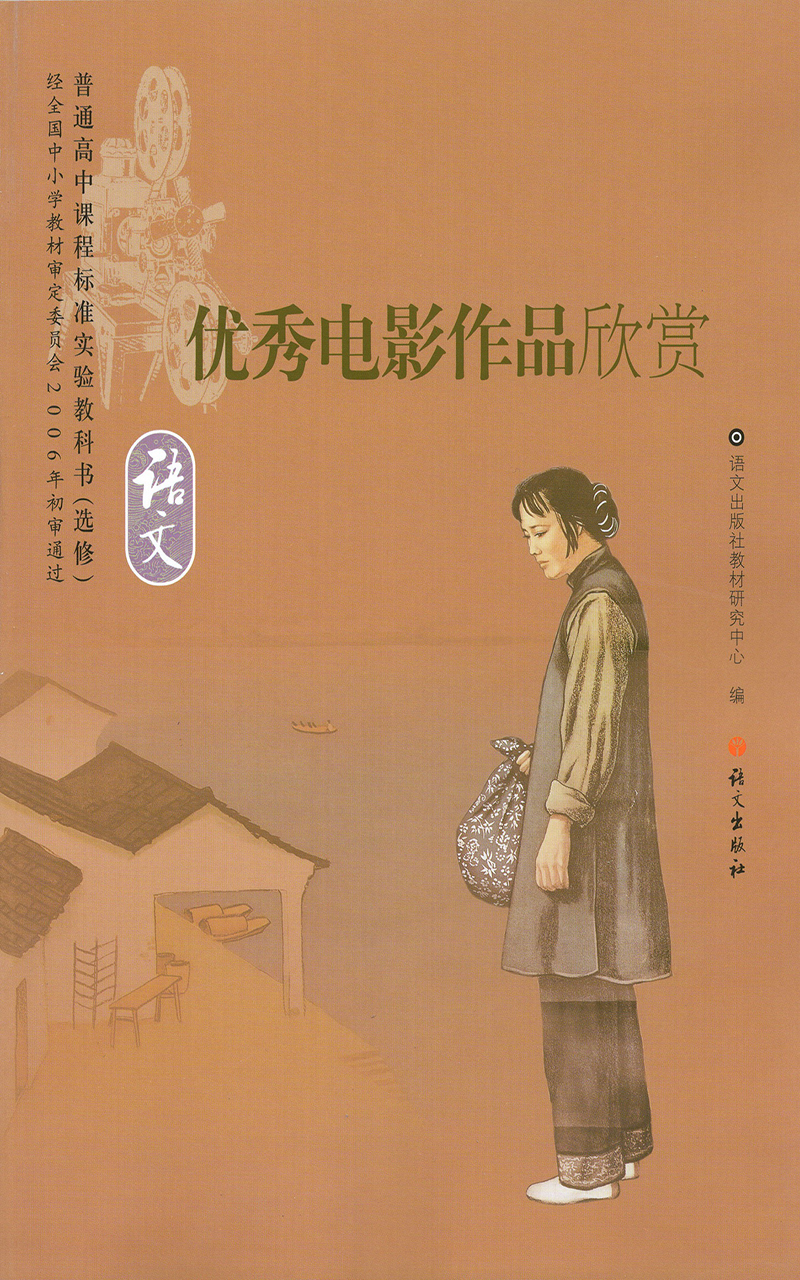 普通高中课程标准实验教科书(选修)
经全国中小学教材审定委员会2006年初审通过
优秀电影作品欣赏
语文
语文出版社教材研究中心 编
语文出版社